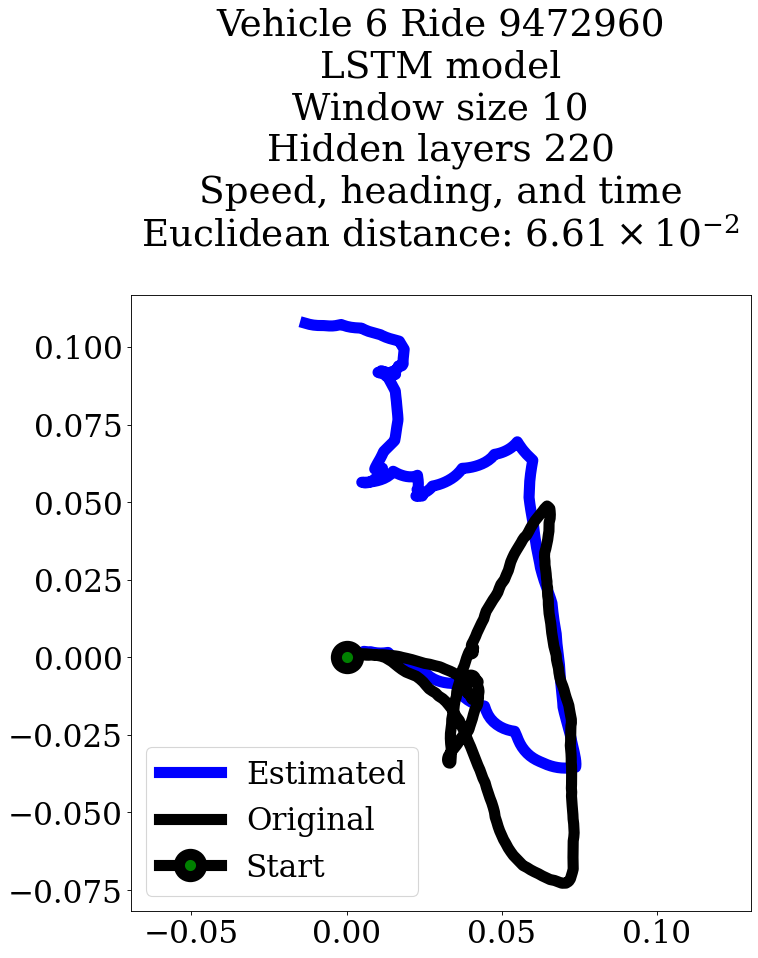 Vehicle 6 Ride 9472960
LSTM model
Window size 10
Hidden layers 220
Speed, heading, and time
Euclidean distance: 6.61 × 10⁻²
0.100
0.075
0.050
0.025
0.000
−0.025
−0.050
−0.075
Estimated
Original
Start
−0.05 0.00 0.05 0.10